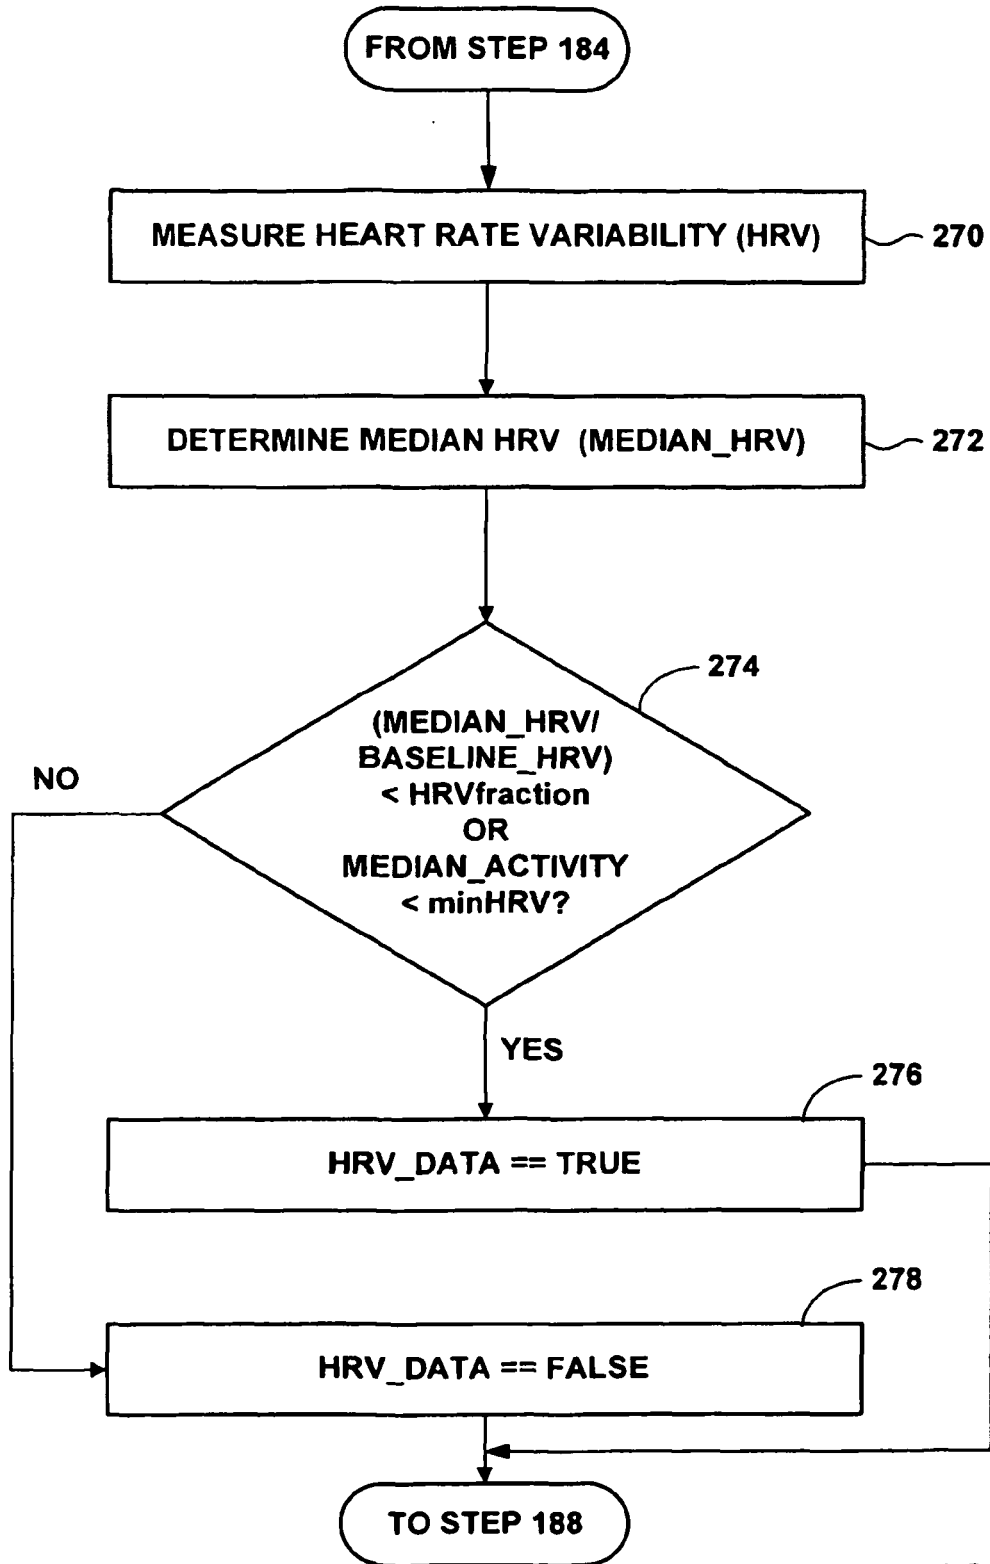 FROM STEP 184
MEASURE HEART RATE VARIABILITY (HRV)
270
DETERMINE MEDIAN HRV (MEDIAN_HRV)
272
274
(MEDIAN_HRV/
BASELINE_HRV)
< HRVfraction
OR
MEDIAN_ACTIVITY
< minHRV?
NO
YES
276
HRV_DATA == TRUE
278
HRV_DATA == FALSE
TO STEP 188